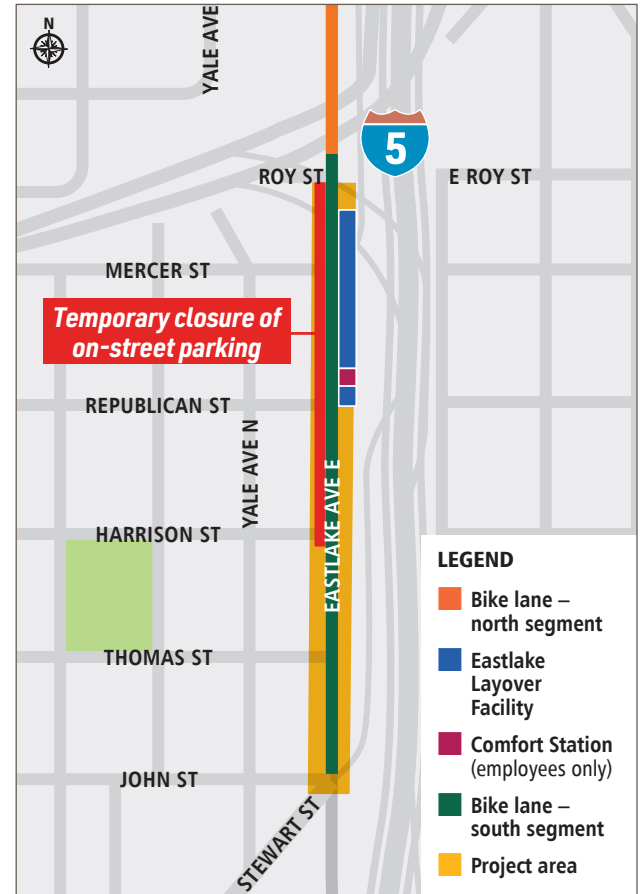 N
YALE AVE
5
ROY ST
E ROY ST
MERCER ST
Temporary closure of
on-street parking
REPUBLICAN ST
YALE AVE N
EASTLAKE AVE E
HARRISON ST
THOMAS ST
JOHN ST
STEWART ST
LEGEND
Bike lane –
north segment
Eastlake
Layover
Facility
Comfort Station
(employees only)
Bike lane –
south segment
Project area